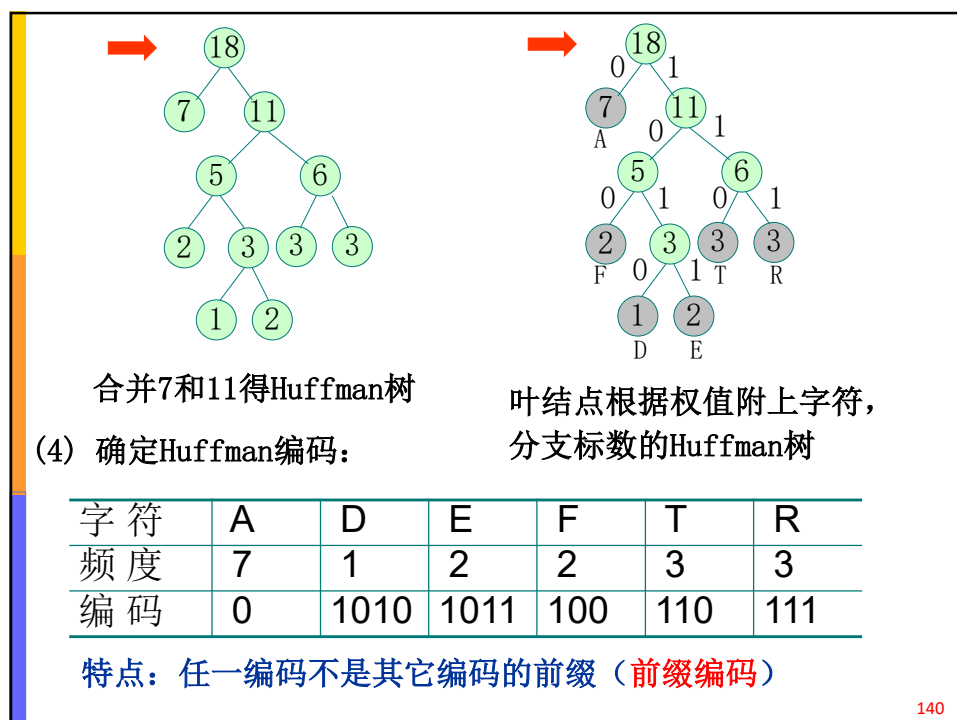 18
7 11
5 6
2 3 3 3
1 2
合并7和11得Huffman树
18
0 1
7 11
A 0 1
5 6
0 1 0 1
2 3 3 3
F 0 1 T R
1 2
D E
叶结点根据权值附上字符，
分支标数的Huffman树
(4) 确定Huffman编码：
字 符 A D E F T R
频 度 7 1 2 2 3 3
编 码 0 1010 1011 100 110 111
特点：任一编码不是其它编码的前缀（前缀编码）
140